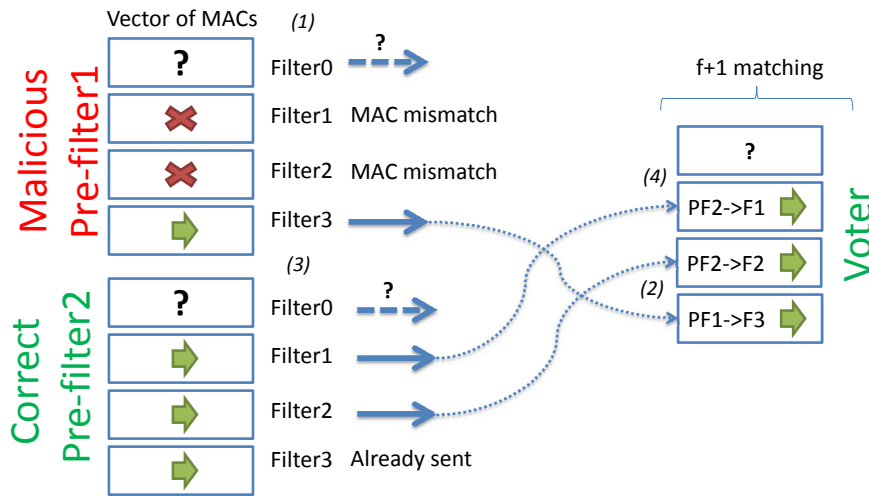 Vector of MACs
(1)
Malicious
Pre-filter1
?
Filter0
?
Filter1
MAC mismatch
Filter2
MAC mismatch
Filter3
(3)
Correct
Pre-filter2
?
Filter0
?
Filter1
Filter2
Filter3
Already sent
f+1 matching
?
(4)
PF2->F1
PF2->F2
(2)
PF1->F3
Voter